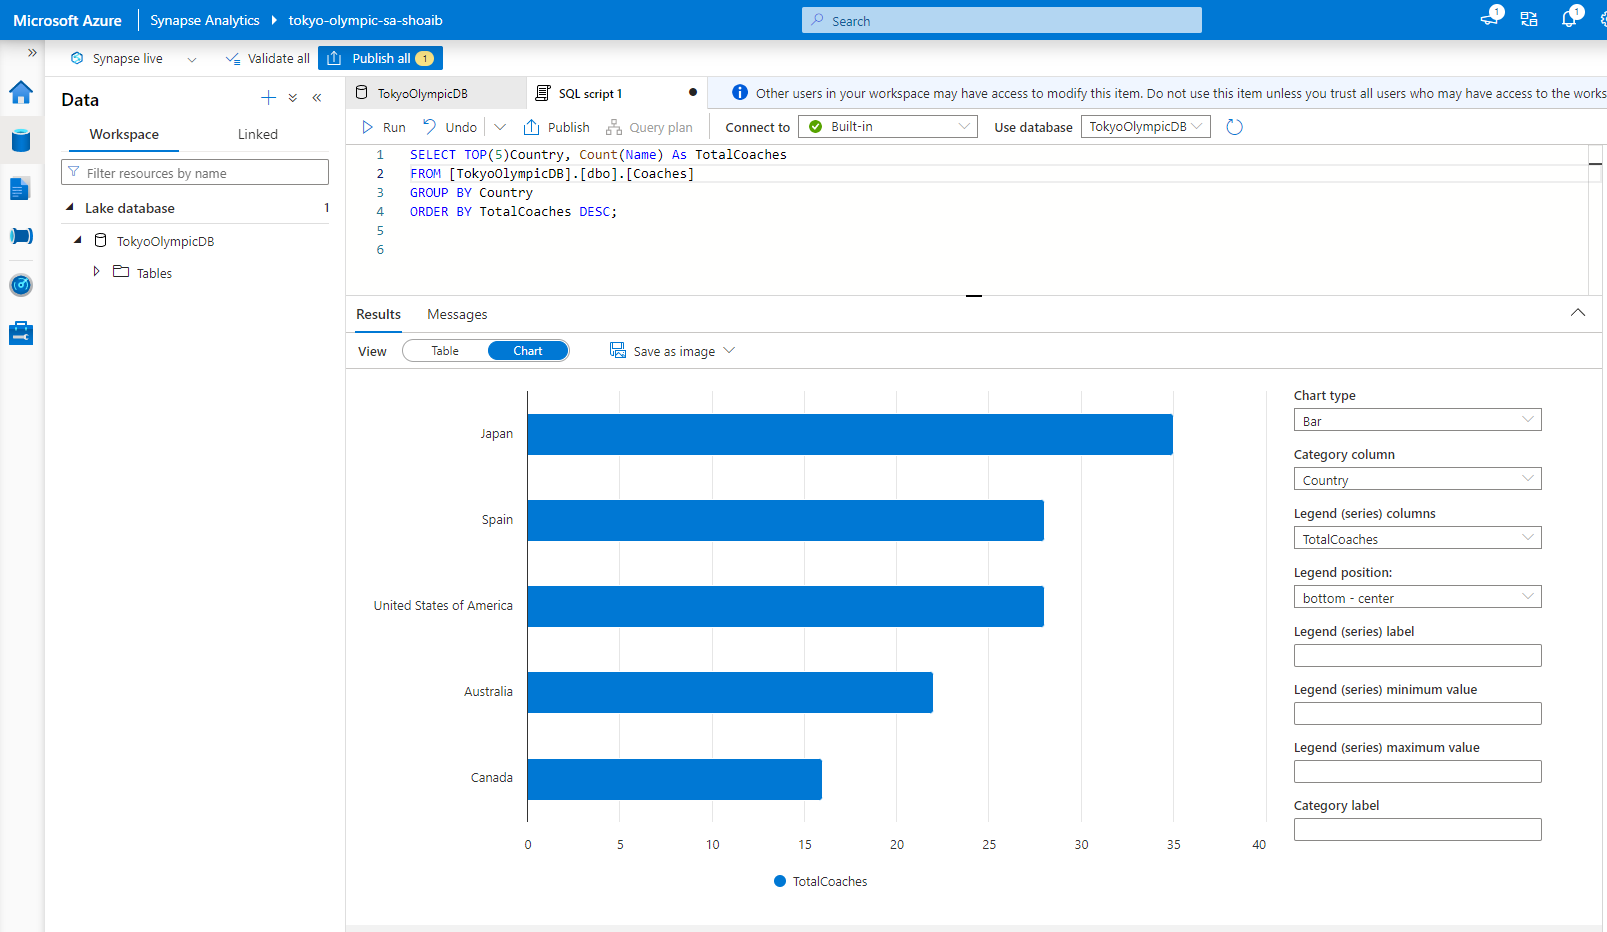 Microsoft Azure
Synapse Analytics
tokyo-olympic-sa-shoaib
Search
1
1
Synapse live
Validate all
Publish all 1
Data
Workspace
Linked
Filter resources by name
Lake database 1
TokyoOlympicDB
Tables
TokyoOlympicDB
SQL script 1
Other users in your workspace may have access to modify this item. Do not use this item unless you trust all users who may have access to the works
Run
Undo
Publish
Query plan
Connect to
Built-in
Use database
TokyoOlympicDB
1 SELECT TOP(5)Country, Count(Name) As TotalCoaches
2 FROM [TokyoOlympicDB].[dbo].[Coaches]
3 GROUP BY Country
4 ORDER BY TotalCoaches DESC;
5
6
Results
Messages
View
Table
Chart
Save as image
Japan
Spain
United States of America
Australia
Canada
0 5 10 15 20 25 30 35 40
TotalCoaches
Chart type
Bar
Category column
Country
Legend (series) columns
TotalCoaches
Legend position:
bottom - center
Legend (series) label
Legend (series) minimum value
Legend (series) maximum value
Category label